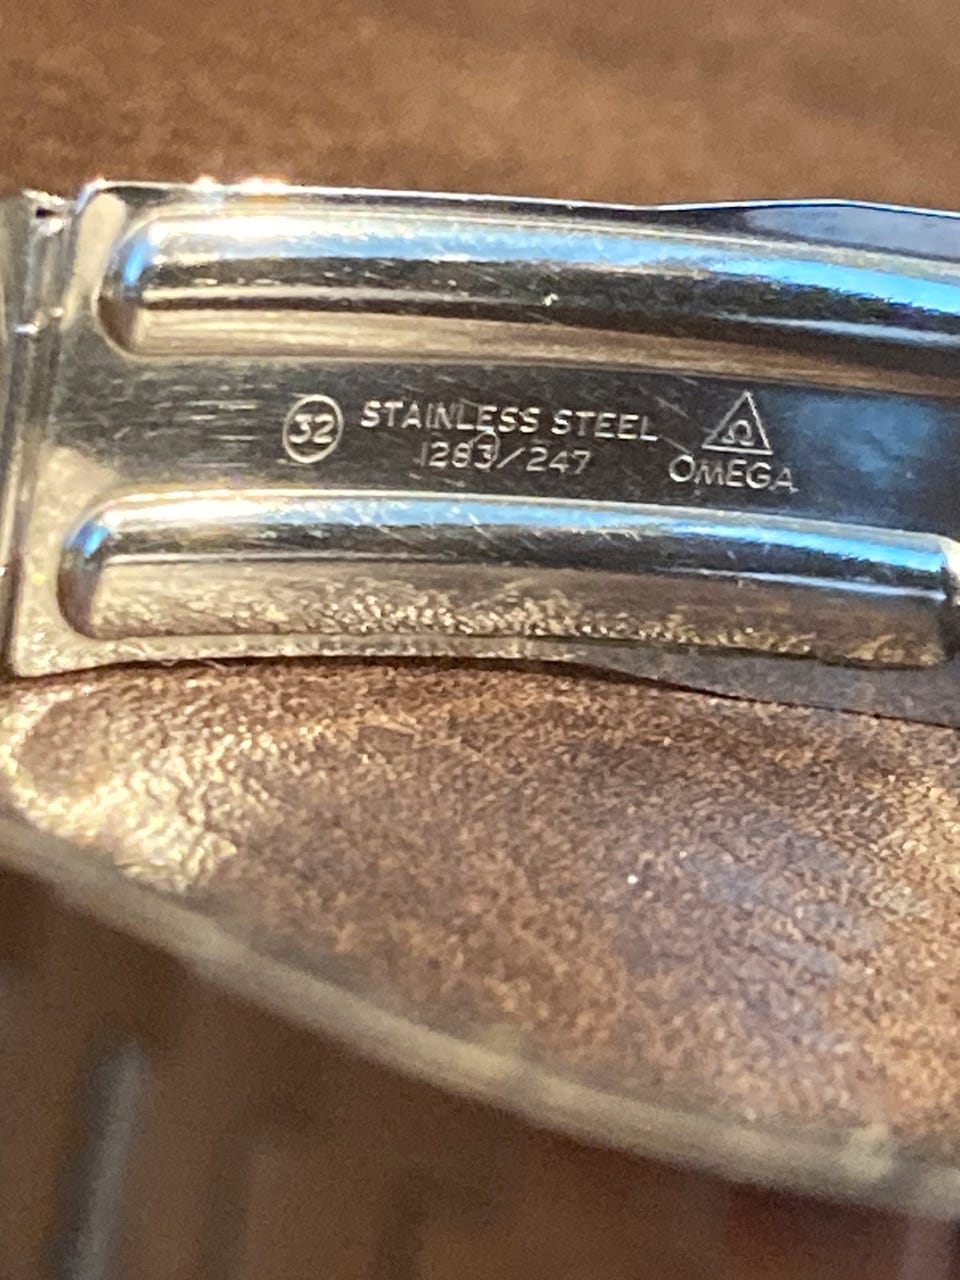 32
STAINLESS STEEL
1283/247
Ω
OMEGA